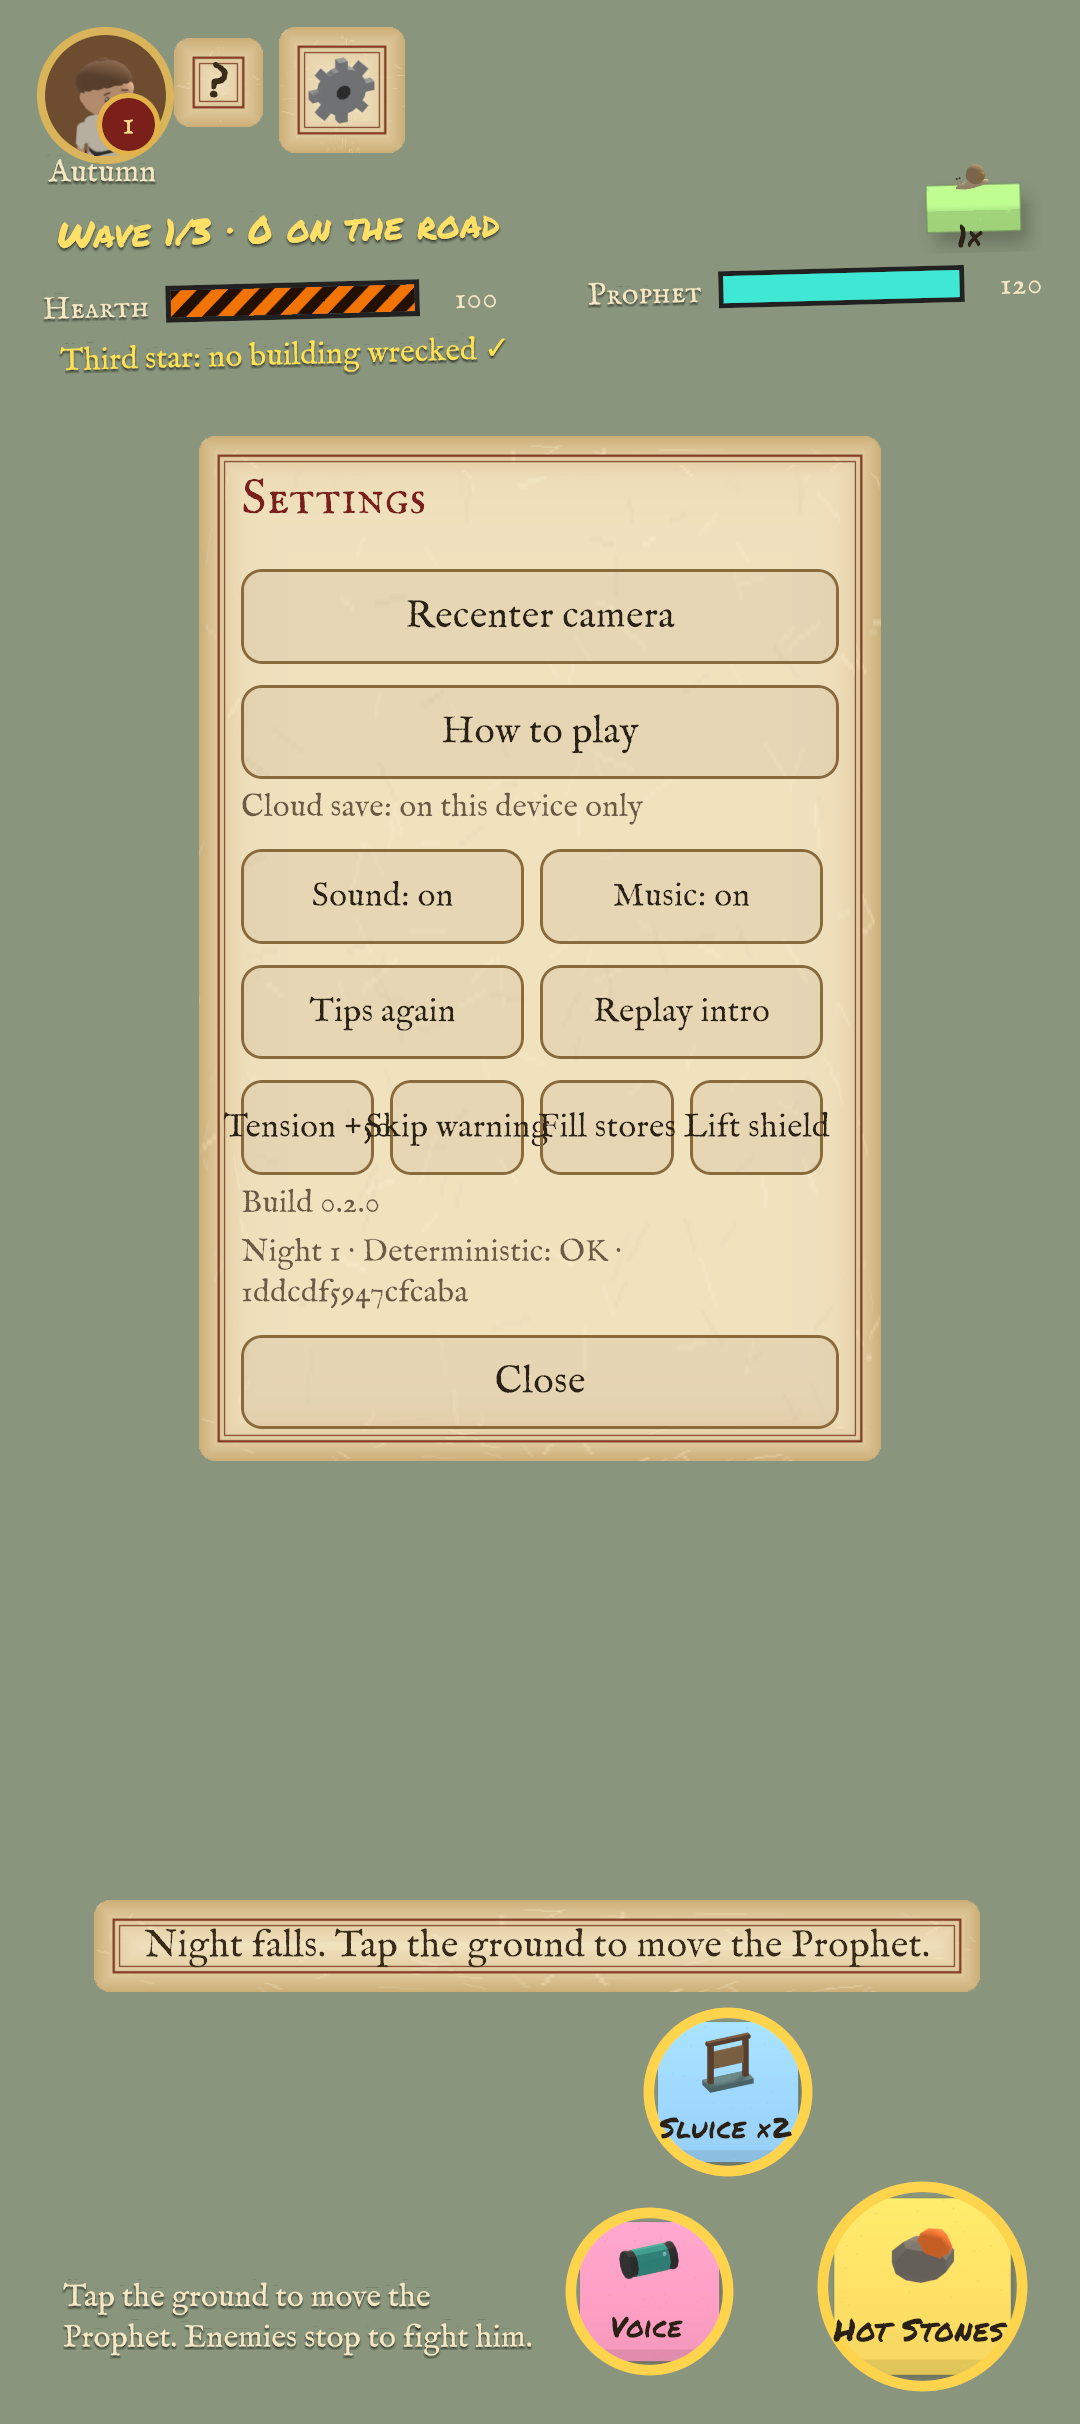 ?
1
Autumn
Wave 1/3 · 0 on the road
1x
Hearth 100
Prophet 120
Third star: no building wrecked ✓
Settings
Recenter camera
How to play
Cloud save: on this device only
Sound: on
Music: on
Tips again
Replay intro
Tension +50
Skip warning
Fill stores
Lift shield
Build 0.2.0
Night 1 · Deterministic: OK ·
1ddcdf5947cfcaba
Close
Night falls. Tap the ground to move the Prophet.
Sluice x2
Voice
Hot Stones
Tap the ground to move the
Prophet. Enemies stop to fight him.